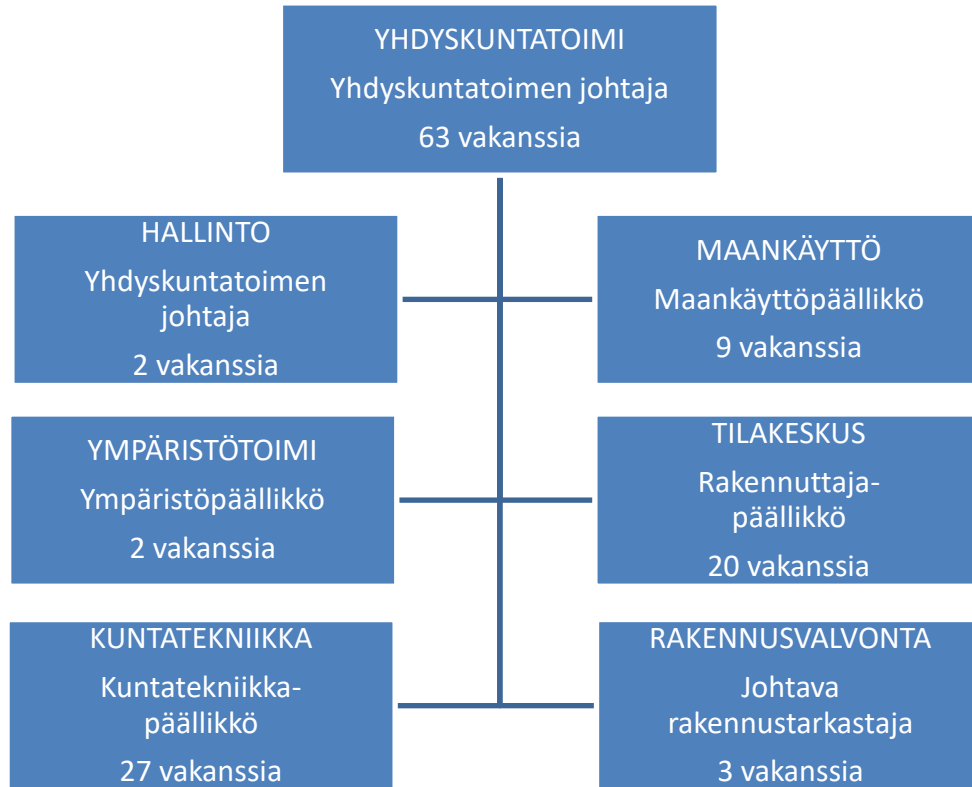 YHDYSKUNTATOIMI
Yhdyskuntatoimen johtaja
63 vakanssia
HALLINTO
Yhdyskuntatoimen
johtaja
2 vakanssia
MAANKÄYTTÖ
Maankäyttöpäällikkö
9 vakanssia
YMPÄRISTÖTOIMI
Ympäristöpäällikkö
2 vakanssia
TILAKESKUS
Rakennuttaja-
päällikkö
20 vakanssia
KUNTATEKNIIKKA
Kuntatekniikka-
päällikkö
27 vakanssia
RAKENNUSVALVONTA
Johtava
rakennustarkastaja
3 vakanssia